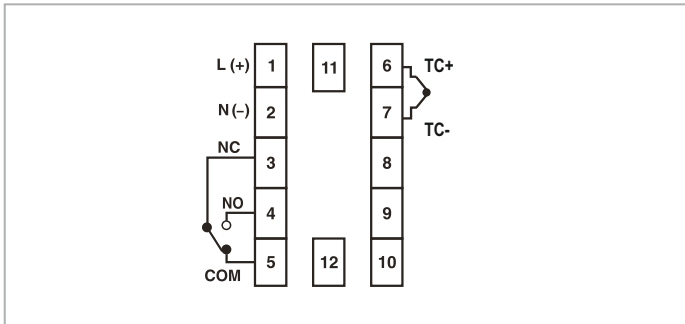 L (+) 1 11 6 TC+
N (–) 2 7 TC-
NC 3 8
NO 4 9
COM 5 12 10